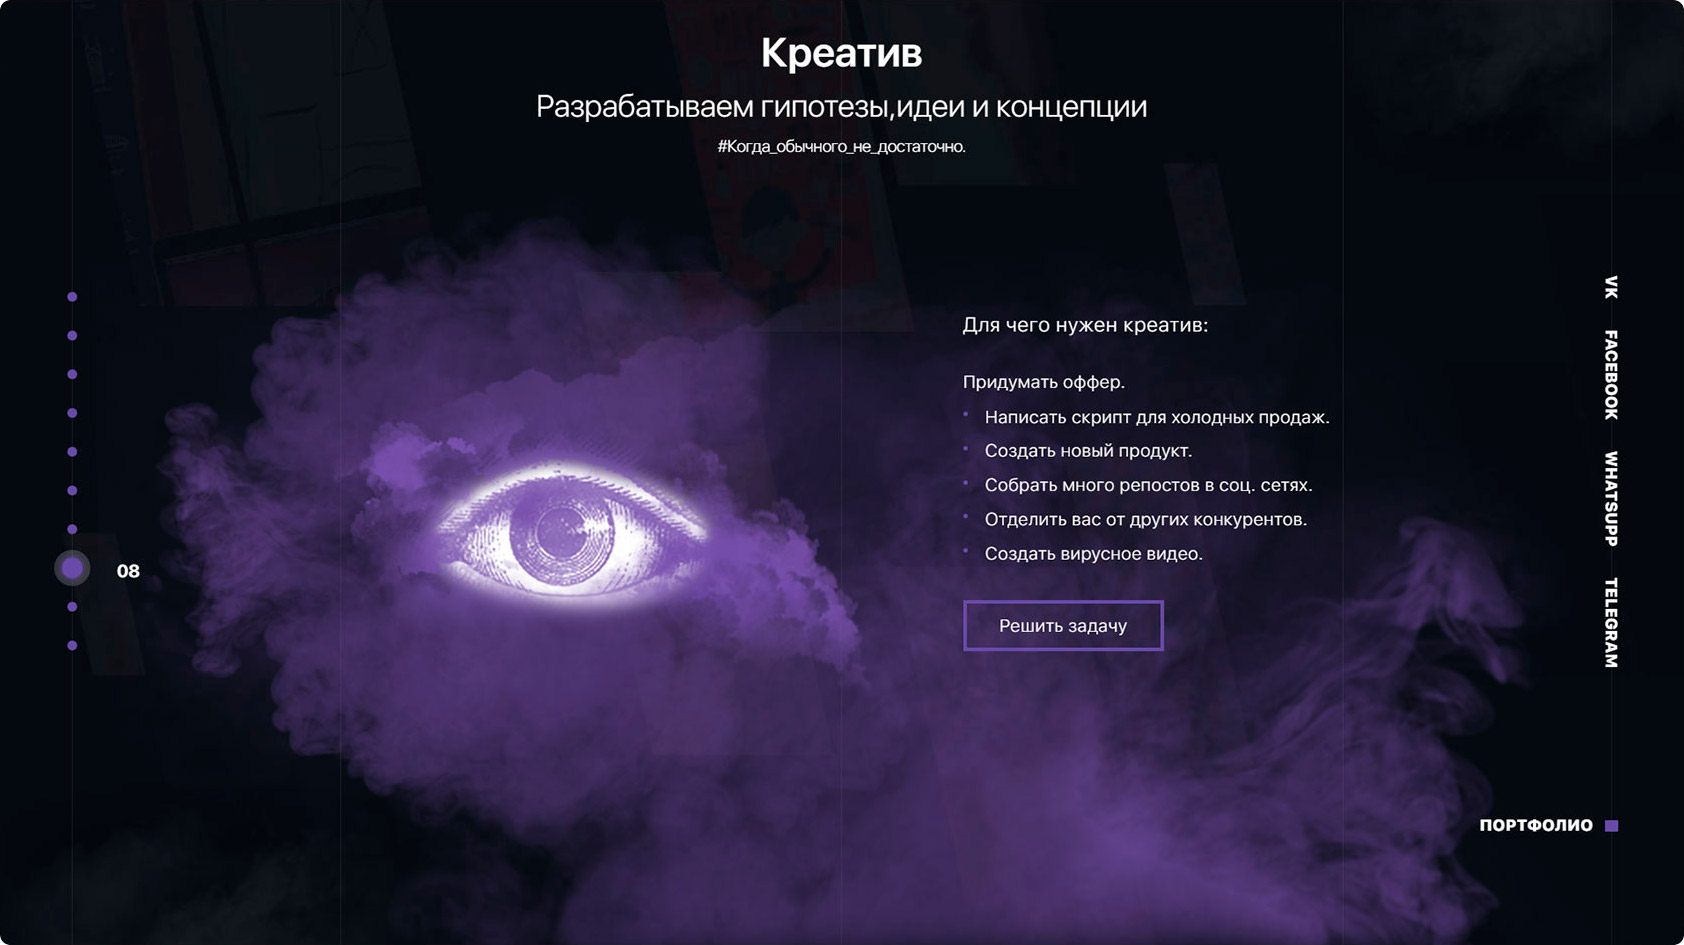 Креатив
Разрабатываем гипотезы,идеи и концепции
#Когда_обычного_не_достаточно.
Для чего нужен креатив:
Придумать оффер.
Написать скрипт для холодных продаж.
Создать новый продукт.
Собрать много репостов в соц. сетях.
Отделить вас от других конкурентов.
Создать вирусное видео.
Решить задачу
08
VK
FACEBOOK
WHATSUPP
TELEGRAM
ПОРТФОЛИО